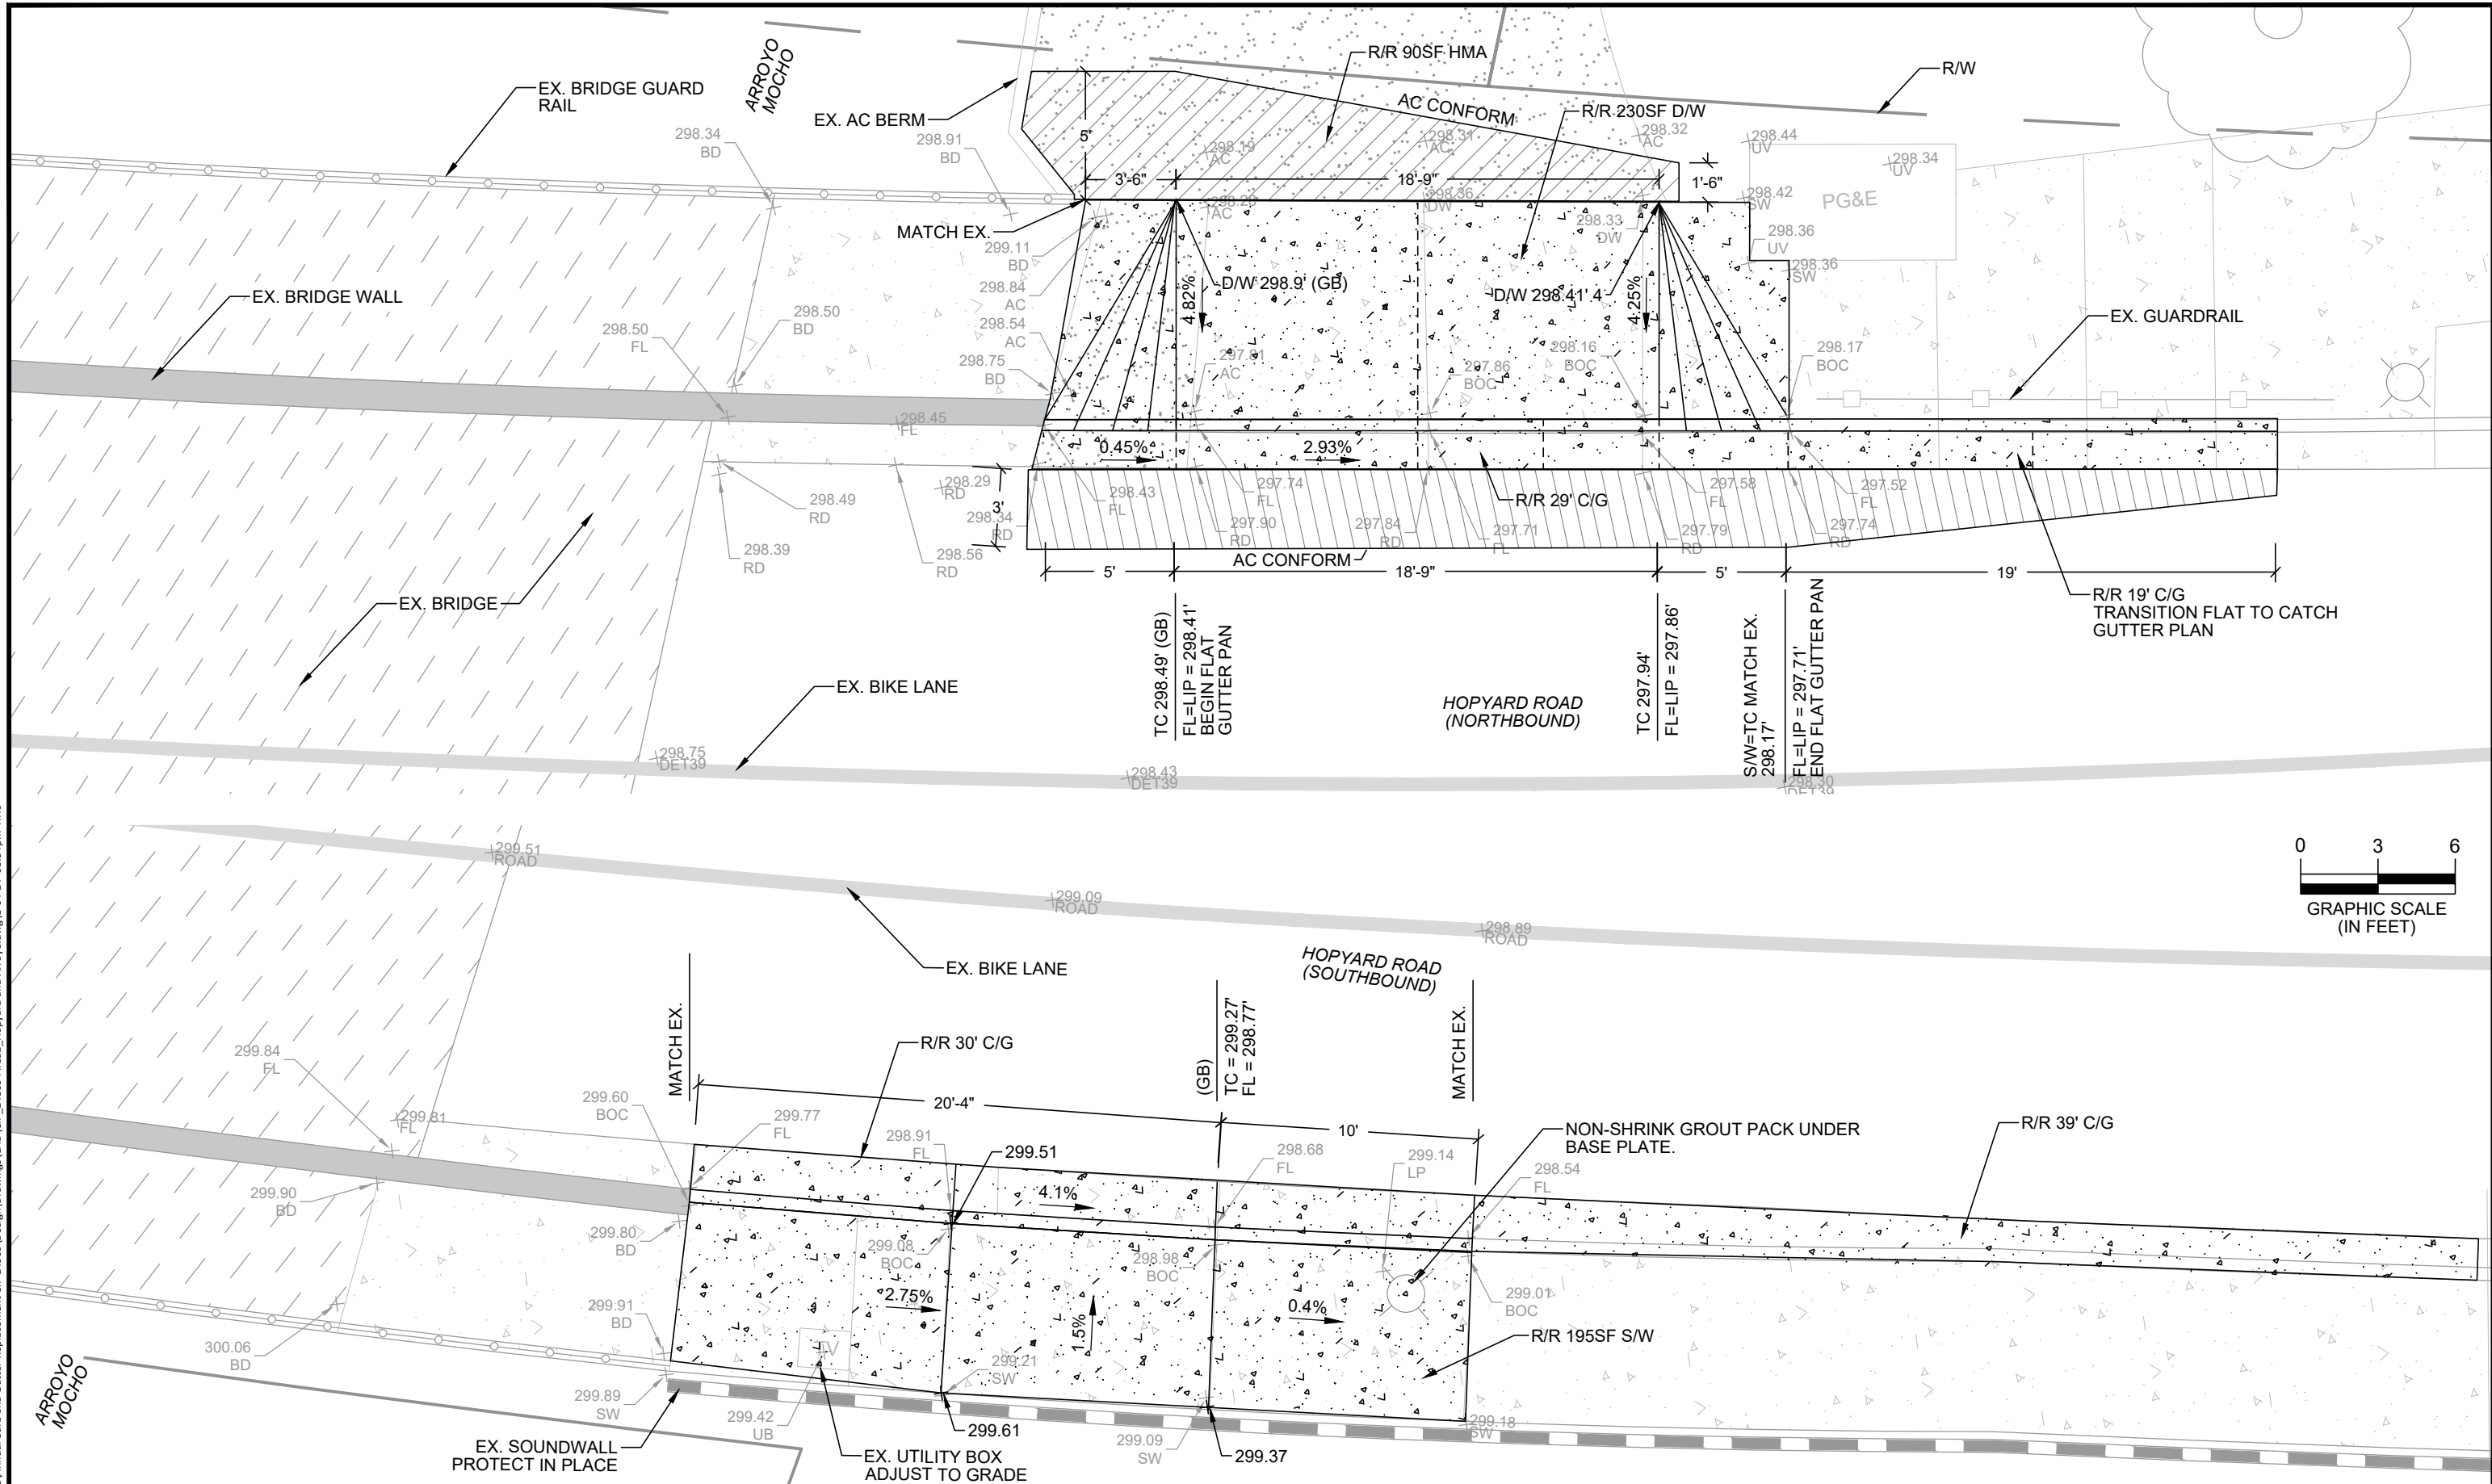 R/R 90SF HMA
R/W
EX. BRIDGE GUARD
RAIL
ARROYO
MOCHO
EX. AC BERM
AC CONFORM
R/R 230SF D/W
298.34
BD
298.91
BD
5'
298.19
AC
298.31
AC
298.32
AC
298.44
UV
298.34
UV
3'-6"
18'-9"
1'-6"
298.36
DW
298.42
SW
PG&E
AC
298.33
DW
MATCH EX.
299.11
BD
298.36
UV
298.36
SW
EX. BRIDGE WALL
298.84
AC
4.82%
D/W 298.9' (GB)
D/W 298.41' 4
4.25%
EX. GUARDRAIL
298.50
FL
298.50
BD
298.54
AC
298.75
BD
297.81
AC
297.86
BOC
298.16
BOC
298.17
BOC
298.45
FL
0.45%
2.93%
298.49
RD
298.29
RD
3'
298.34
RD
298.43
FL
297.74
FL
R/R 29' C/G
297.58
FL
297.52
FL
298.39
RD
298.56
RD
297.90
RD
297.84
RD
297.71
FL
297.79
RD
297.74
RD
AC CONFORM
5'
18'-9"
5'
19'
EX. BRIDGE
R/R 19' C/G
TRANSITION FLAT TO CATCH
GUTTER PLAN
TC 298.49' (GB)
FL=LIP = 298.41'
BEGIN FLAT
GUTTER PAN
TC 297.94'
FL=LIP = 297.86'
S/W=TC MATCH EX.
298.17'
FL=LIP = 297.71'
END FLAT GUTTER PAN
EX. BIKE LANE
HOPYARD ROAD
(NORTHBOUND)
298.75
DET39
298.43
DET39
298.30
DET39
299.51
ROAD
299.09
ROAD
298.89
ROAD
0 3 6
GRAPHIC SCALE
(IN FEET)
EX. BIKE LANE
HOPYARD ROAD
(SOUTHBOUND)
MATCH EX.
(GB)
TC = 299.27'
FL = 298.77'
MATCH EX.
R/R 30' C/G
299.84
FL
20'-4"
10'
299.60
BOC
299.81
FL
299.77
FL
298.91
FL
299.51
298.68
FL
NON-SHRINK GROUT PACK UNDER
BASE PLATE.
299.14
LP
298.54
FL
R/R 39' C/G
299.90
BD
299.80
BD
4.1%
299.08
BOC
298.98
BOC
299.91
BD
2.75%
1.5%
0.4%
299.01
BOC
R/R 195SF S/W
300.06
BD
TV
ARROYO
MOCHO
299.89
SW
299.42
UB
299.21
SW
299.61
299.09
SW
299.37
299.18
SW
EX. SOUNDWALL
PROTECT IN PLACE
EX. UTILITY BOX
ADJUST TO GRADE